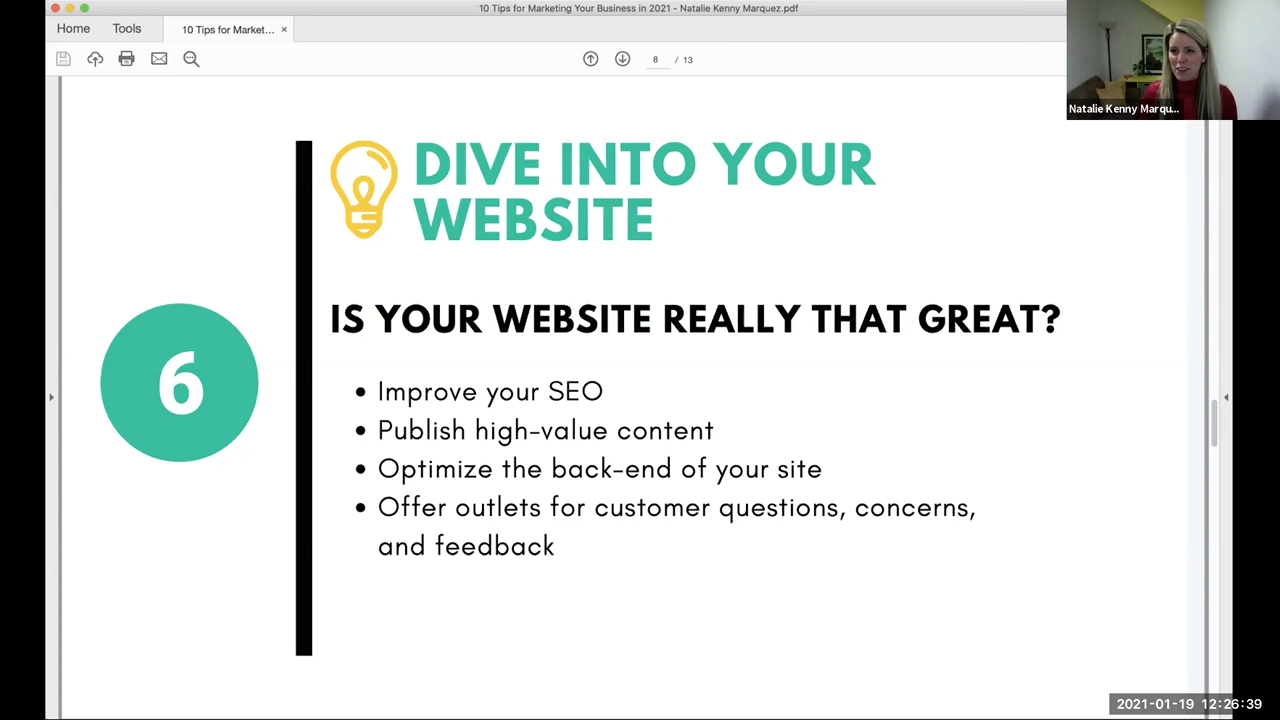 10 Tips for Marketing Your Business in 2021 - Natalie Kenny Marquez.pdf
Home
Tools
10 Tips for Market...
8 / 13
Natalie Kenny Marqu...
DIVE INTO YOUR
WEBSITE
6
IS YOUR WEBSITE REALLY THAT GREAT?
• Improve your SEO
• Publish high-value content
• Optimize the back-end of your site
• Offer outlets for customer questions, concerns,
and feedback
2021-01-19 12:26:39